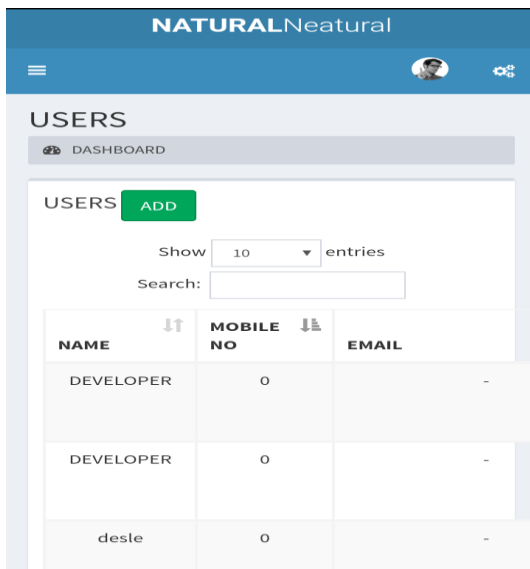 NATURALNeatural
USERS
DASHBOARD
USERS ADD
Show 10 entries
Search:
NAME MOBILE NO EMAIL
DEVELOPER 0 -
DEVELOPER 0 -
desle 0 -